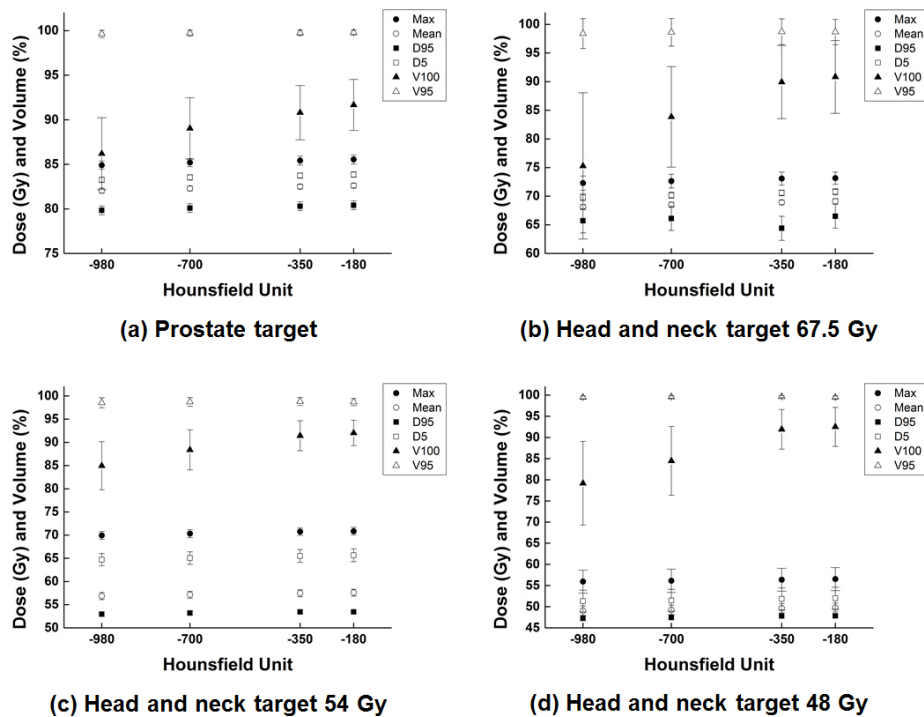 Dose (Gy) and Volume (%)
100
95
90
85
80
75
-980
-700
-350
-180
Hounsfield Unit
Max
Mean
D95
D5
V100
V95
(a) Prostate target
Dose (Gy) and Volume (%)
100
95
90
85
80
75
70
65
60
-980
-700
-350
-180
Hounsfield Unit
Max
Mean
D95
D5
V100
V95
(b) Head and neck target 67.5 Gy
Dose (Gy) and Volume (%)
100
95
90
85
80
75
70
65
60
55
50
-980
-700
-350
-180
Hounsfield Unit
Max
Mean
D95
D5
V100
V95
(c) Head and neck target 54 Gy
Dose (Gy) and Volume (%)
100
95
90
85
80
75
70
65
60
55
50
45
-980
-700
-350
-180
Hounsfield Unit
Max
Mean
D95
D5
V100
V95
(d) Head and neck target 48 Gy